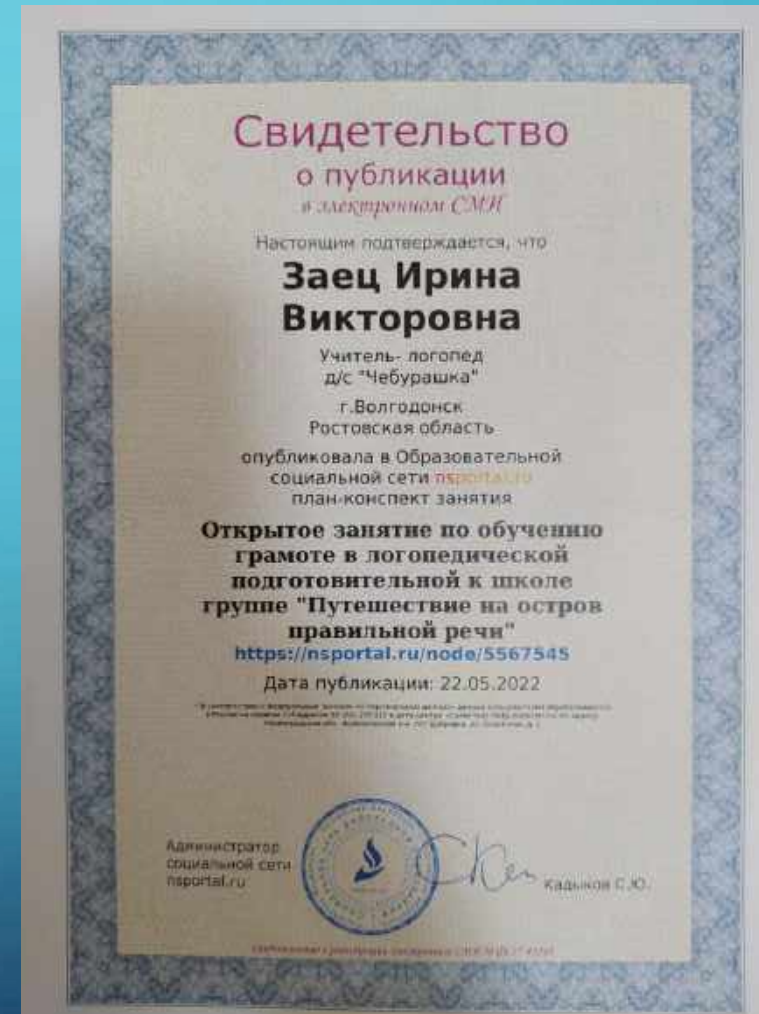 Свидетельство
о публикации
в электронном СМИ
Настоящим подтверждается, что
Заец Ирина
Викторовна
Учитель- логопед
д/с "Чебурашка"
г.Волгодонск
Ростовская область
опубликовала в Образовательной
социальной сети nsportal.ru
план-конспект занятия
Открытое занятие по обучению
грамоте в логопедической
подготовительной к школе
группе "Путешествие на остров
правильной речи"
https://nsportal.ru/node/5567545
Дата публикации: 22.05.2022
Администратор
социальной сети
nsportal.ru
Кадыков С.Ю.